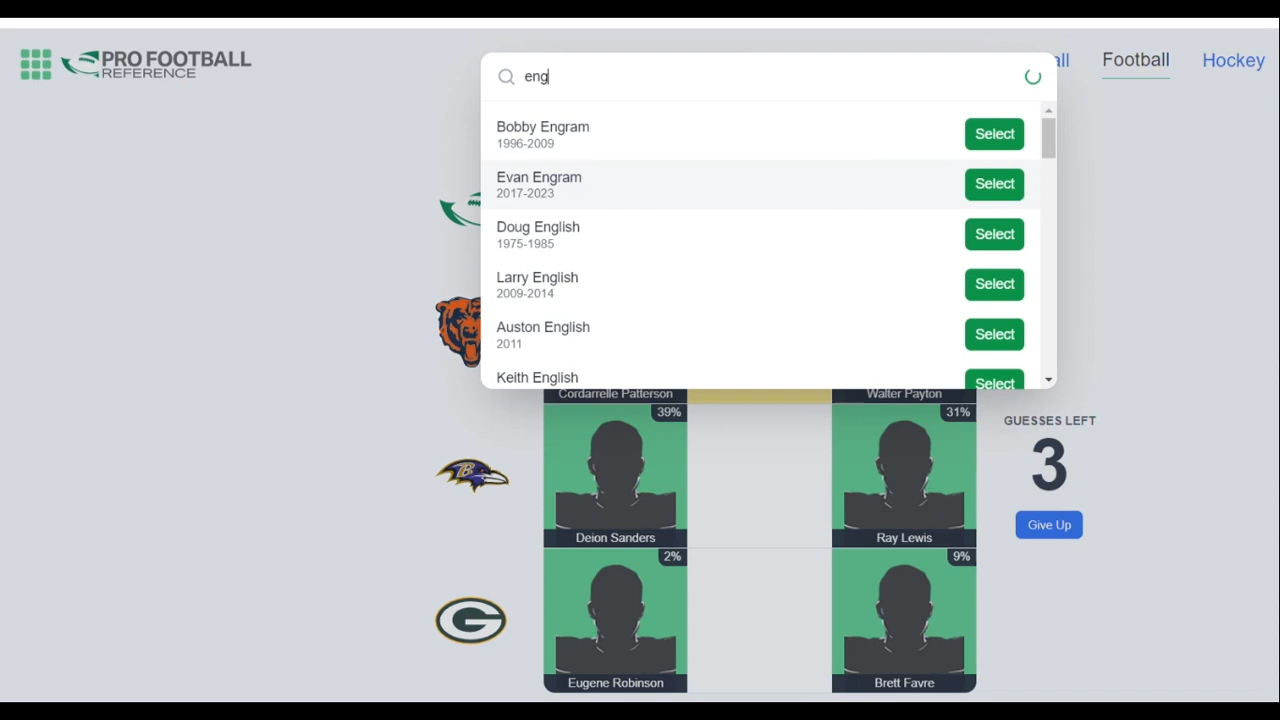 PRO FOOTBALL
REFERENCE
eng
all
Football
Hockey
Bobby Engram
1996-2009
Select
Evan Engram
2017-2023
Select
Doug English
1975-1985
Select
Larry English
2009-2014
Select
Auston English
2011
Select
Keith English
Select
Cordarrelle Patterson
Walter Payton
39%
31%
GUESSES LEFT
3
Give Up
Deion Sanders
Ray Lewis
2%
9%
Eugene Robinson
Brett Favre